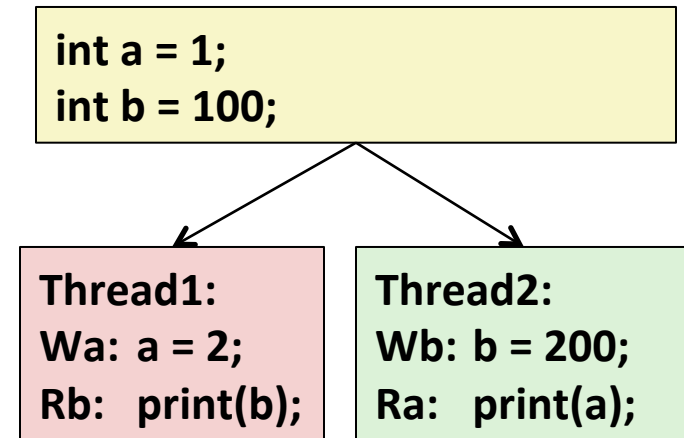 int a = 1;
int b = 100;
Thread1:
Wa: a = 2;
Rb: print(b);
Thread2:
Wb: b = 200;
Ra: print(a);